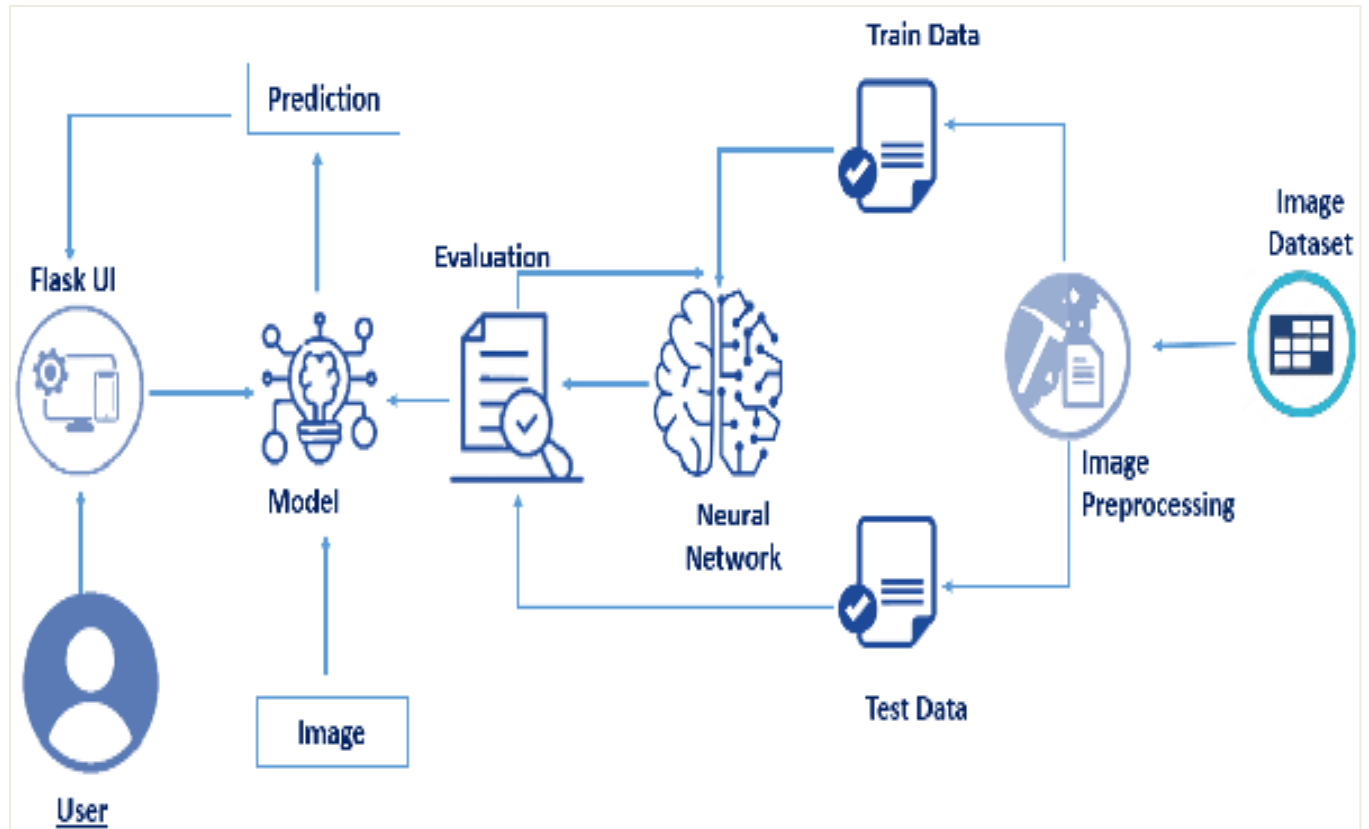 Train Data
Prediction
Image
Dataset
Evaluation
Flask UI
Image
Preprocessing
Model
Neural
Network
Test Data
Image
User